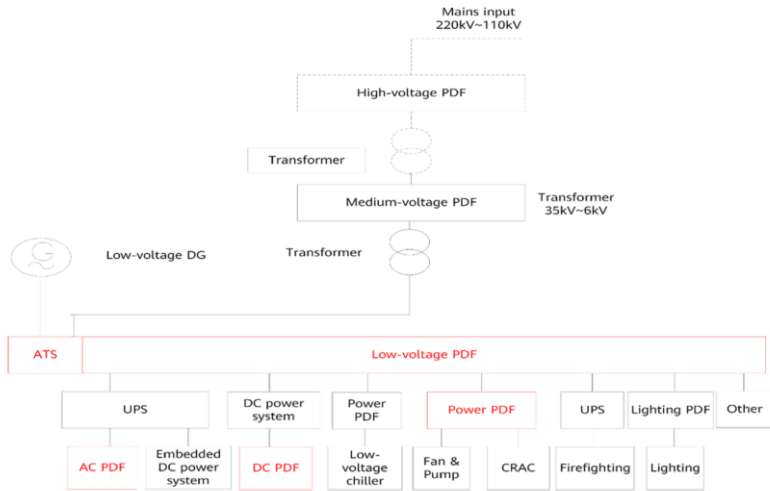 Mains input
220kV~110kV
High-voltage PDF
Transformer
Medium-voltage PDF
Transformer
35kV~6kV
G
Low-voltage DG
Transformer
ATS
Low-voltage PDF
UPS
DC power
system
Power
PDF
Power PDF
UPS
Lighting PDF
Other
AC PDF
Embedded
DC power
system
DC PDF
Low-
voltage
chiller
Fan &
Pump
CRAC
Firefighting
Lighting